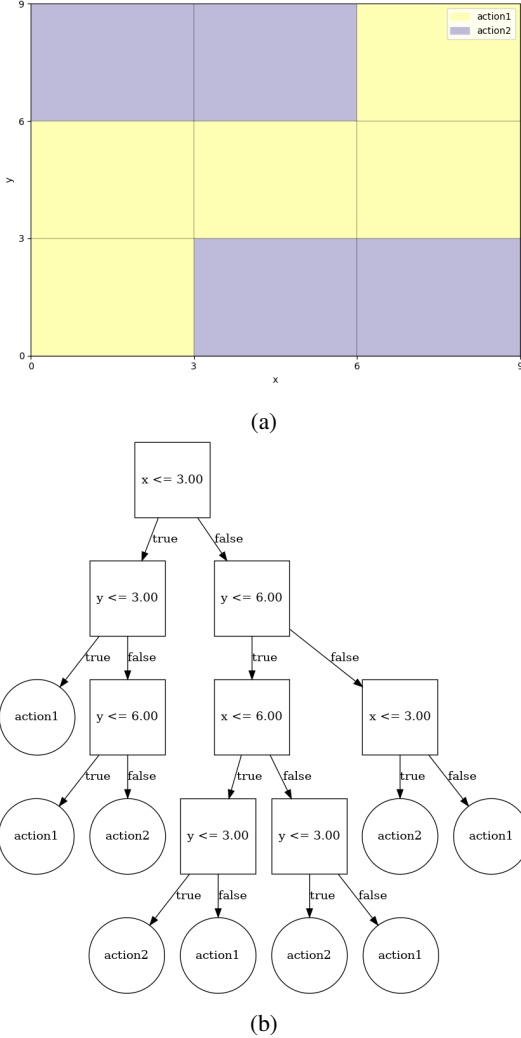 9
action1
action2
6
y
3
0
0 3 6 9
x
(a)
x <= 3.00
true false
y <= 3.00 y <= 6.00
true false true false
action1 y <= 6.00 x <= 6.00 x <= 3.00
true false true false true false
action1 action2 y <= 3.00 y <= 3.00 action2 action1
true false true false
action2 action1 action2 action1
(b)